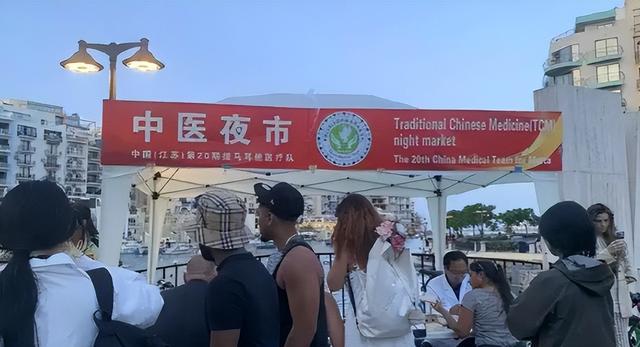 中医夜市
中国(江苏)第20期援马耳他医疗队
Traditional Chinese Medicine(TCM)
night market
The 20th China Medical Team for Malta